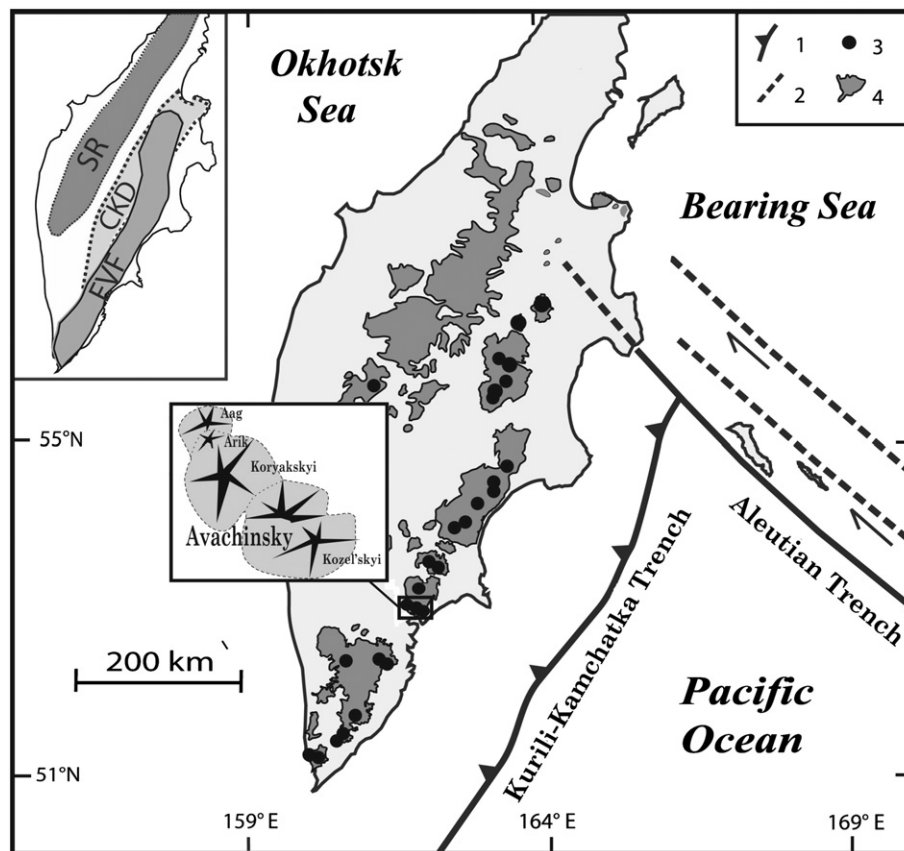 Okhotsk
Sea
1
3
2
4
SR
CKD
EVF
Bearing Sea
Aag
Arik
Koryakskyi
Avachinsky
Kozel'skyi
55°N
Aleutian Trench
Kurili-Kamchatka Trench
200 km
Pacific
Ocean
51°N
159° E
164° E
169° E